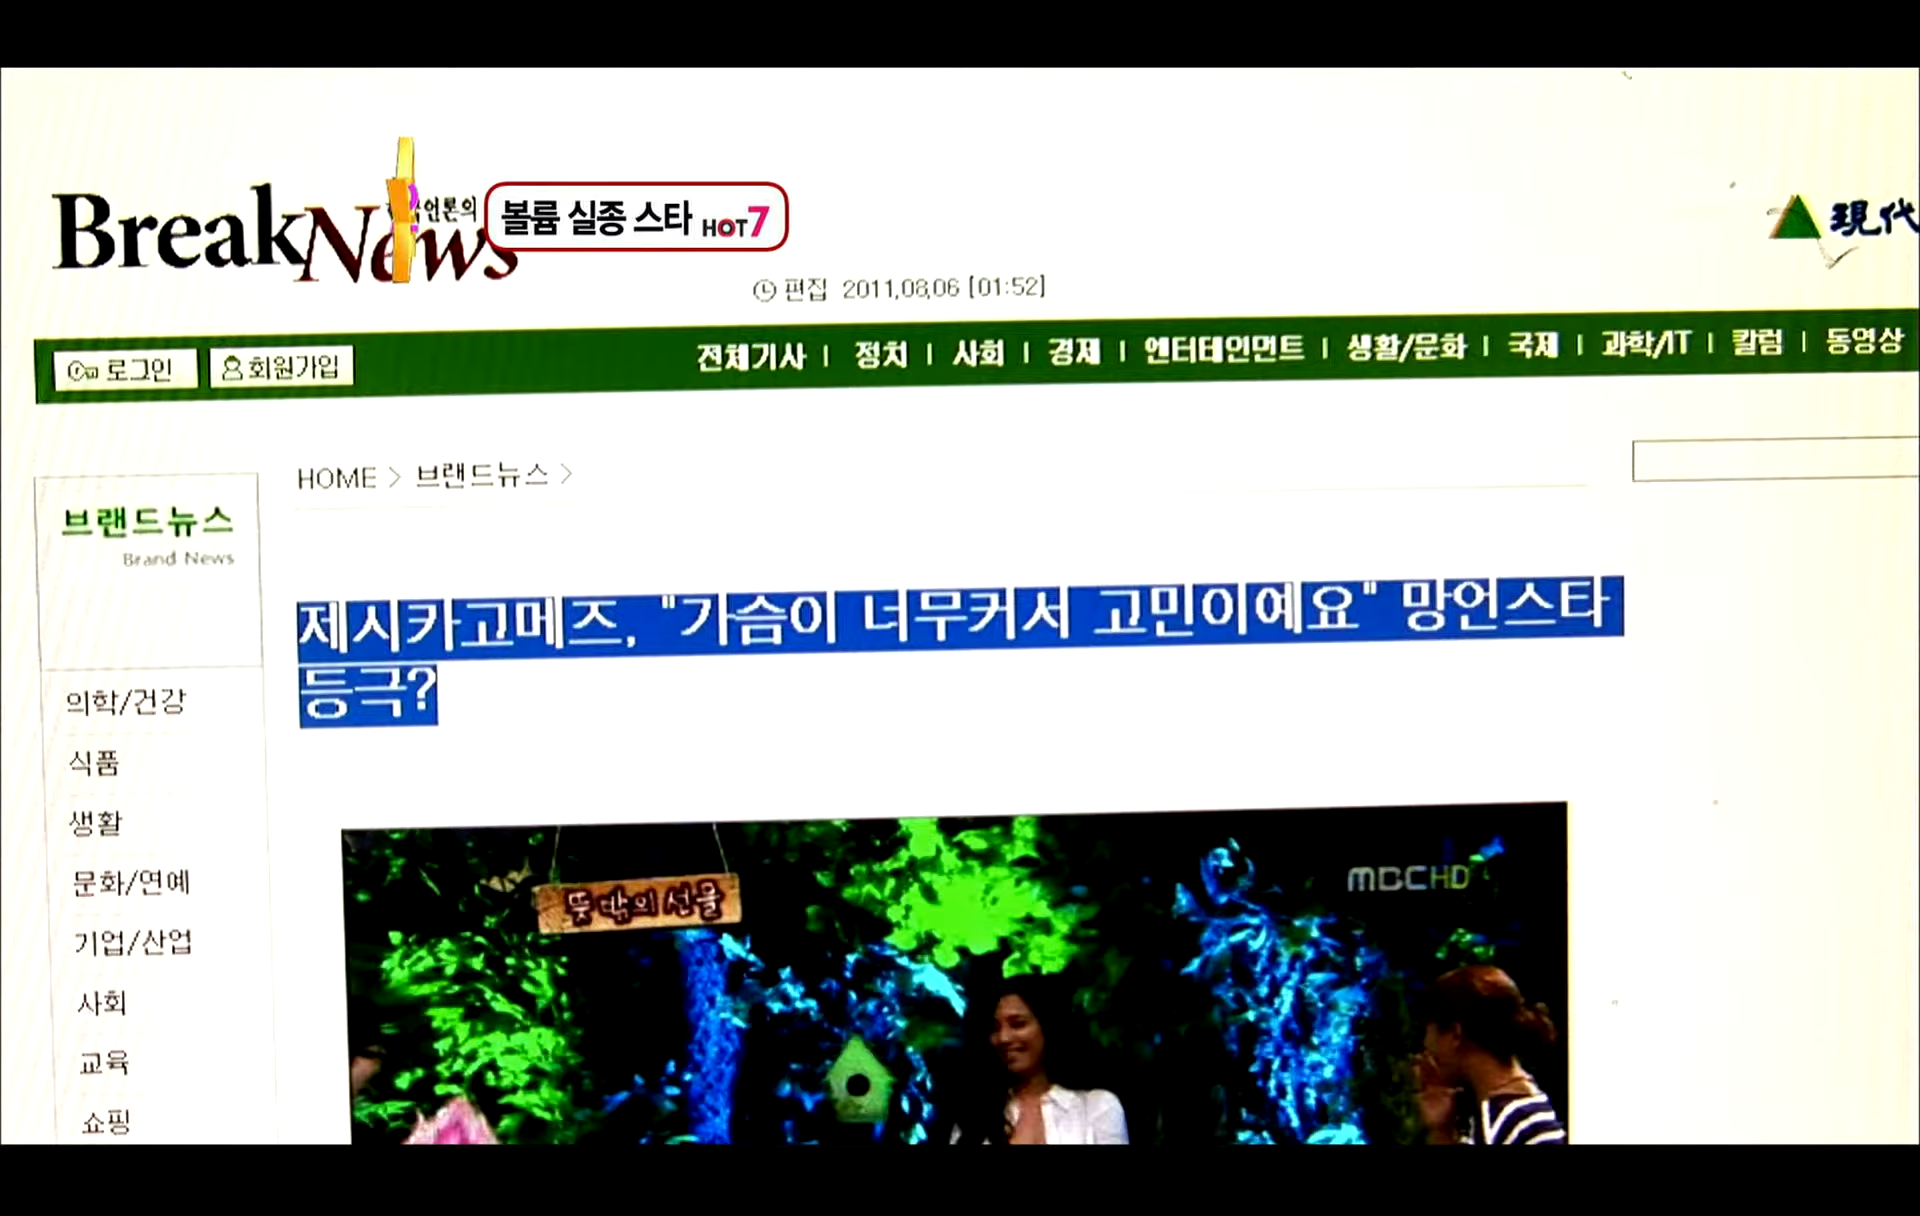 BreakNews
언론의
볼륨 실종 스타 HOT7
現代
편집 2011.08.06 [01:52]
로그인 회원가입 전체기사 | 정치 | 사회 | 경제 | 엔터테인먼트 | 생활/문화 | 국제 | 과학/IT | 칼럼 | 동영상
HOME > 브랜드뉴스 >
브랜드뉴스
Brand News
제시카고메즈, "가슴이 너무커서 고민이예요" 망언스타
등극?
의학/건강
식품
생활
문화/연예
기업/산업
사회
교육
쇼핑
뜻밖의 선물
MBC HD